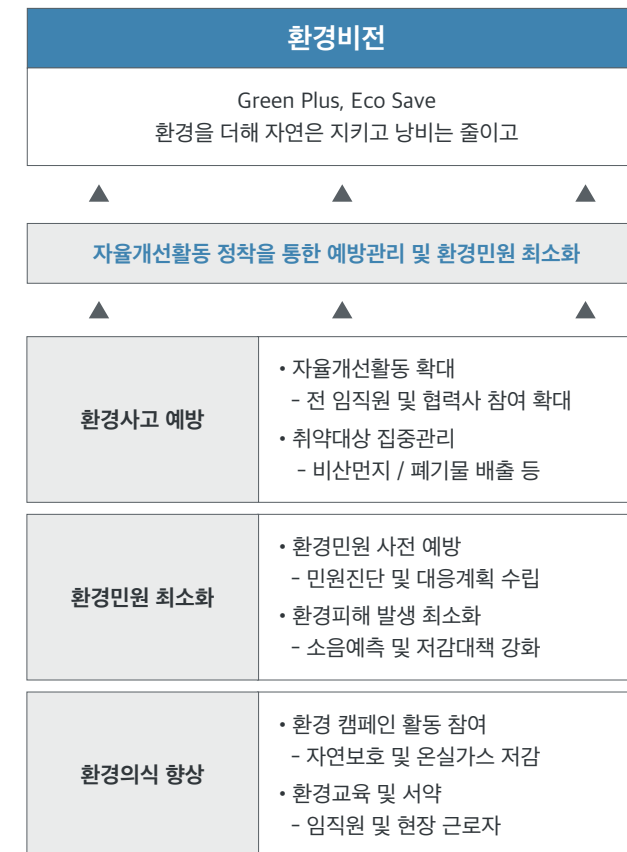 환경비전
Green Plus, Eco Save
환경을 더해 자연은 지키고 낭비는 줄이고
자율개선활동 정착을 통한 예방관리 및 환경민원 최소화
환경사고 예방
• 자율개선활동 확대
- 전 임직원 및 협력사 참여 확대
• 취약대상 집중관리
- 비산먼지 / 폐기물 배출 등
환경민원 최소화
• 환경민원 사전 예방
- 민원진단 및 대응계획 수립
• 환경피해 발생 최소화
- 소음예측 및 저감대책 강화
환경의식 향상
• 환경 캠페인 활동 참여
- 자연보호 및 온실가스 저감
• 환경교육 및 서약
- 임직원 및 현장 근로자